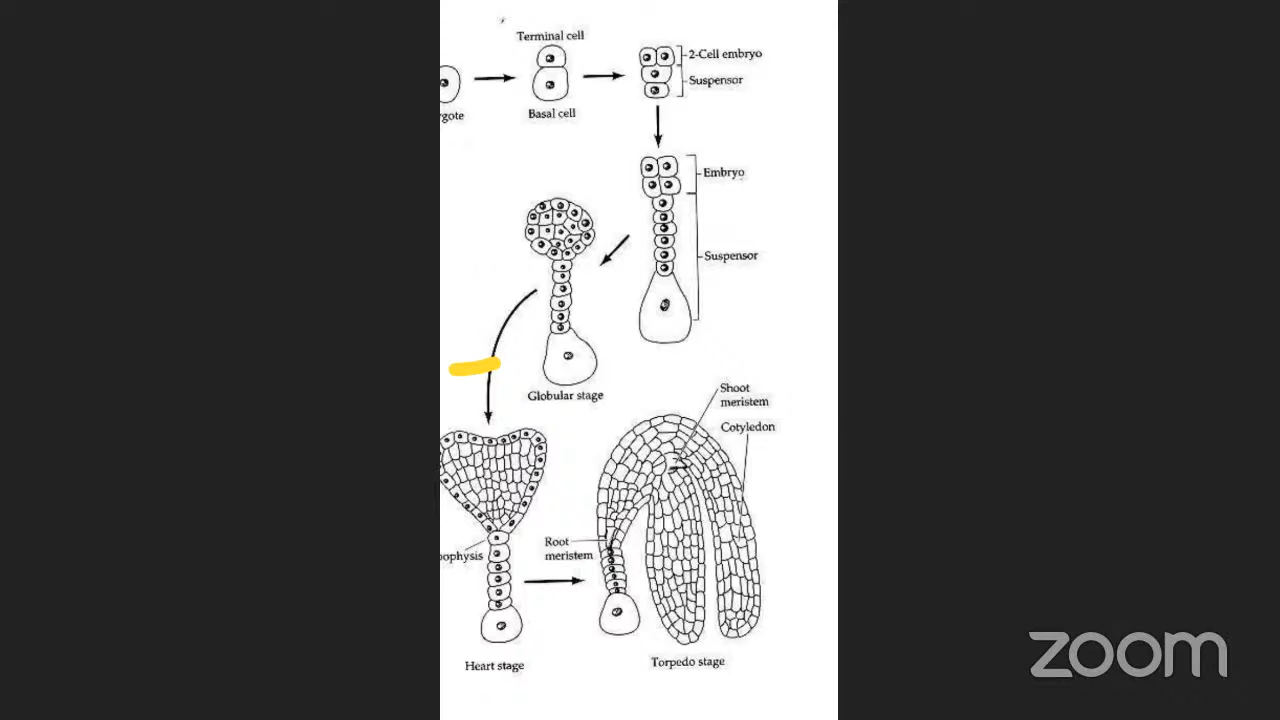 Terminal cell
2-Cell embryo
Suspensor
rgote
Basal cell
Embryo
Suspensor
Globular stage
Shoot
meristem
Cotyledon
Root
meristem
pophysis
Heart stage
Torpedo stage
zoom